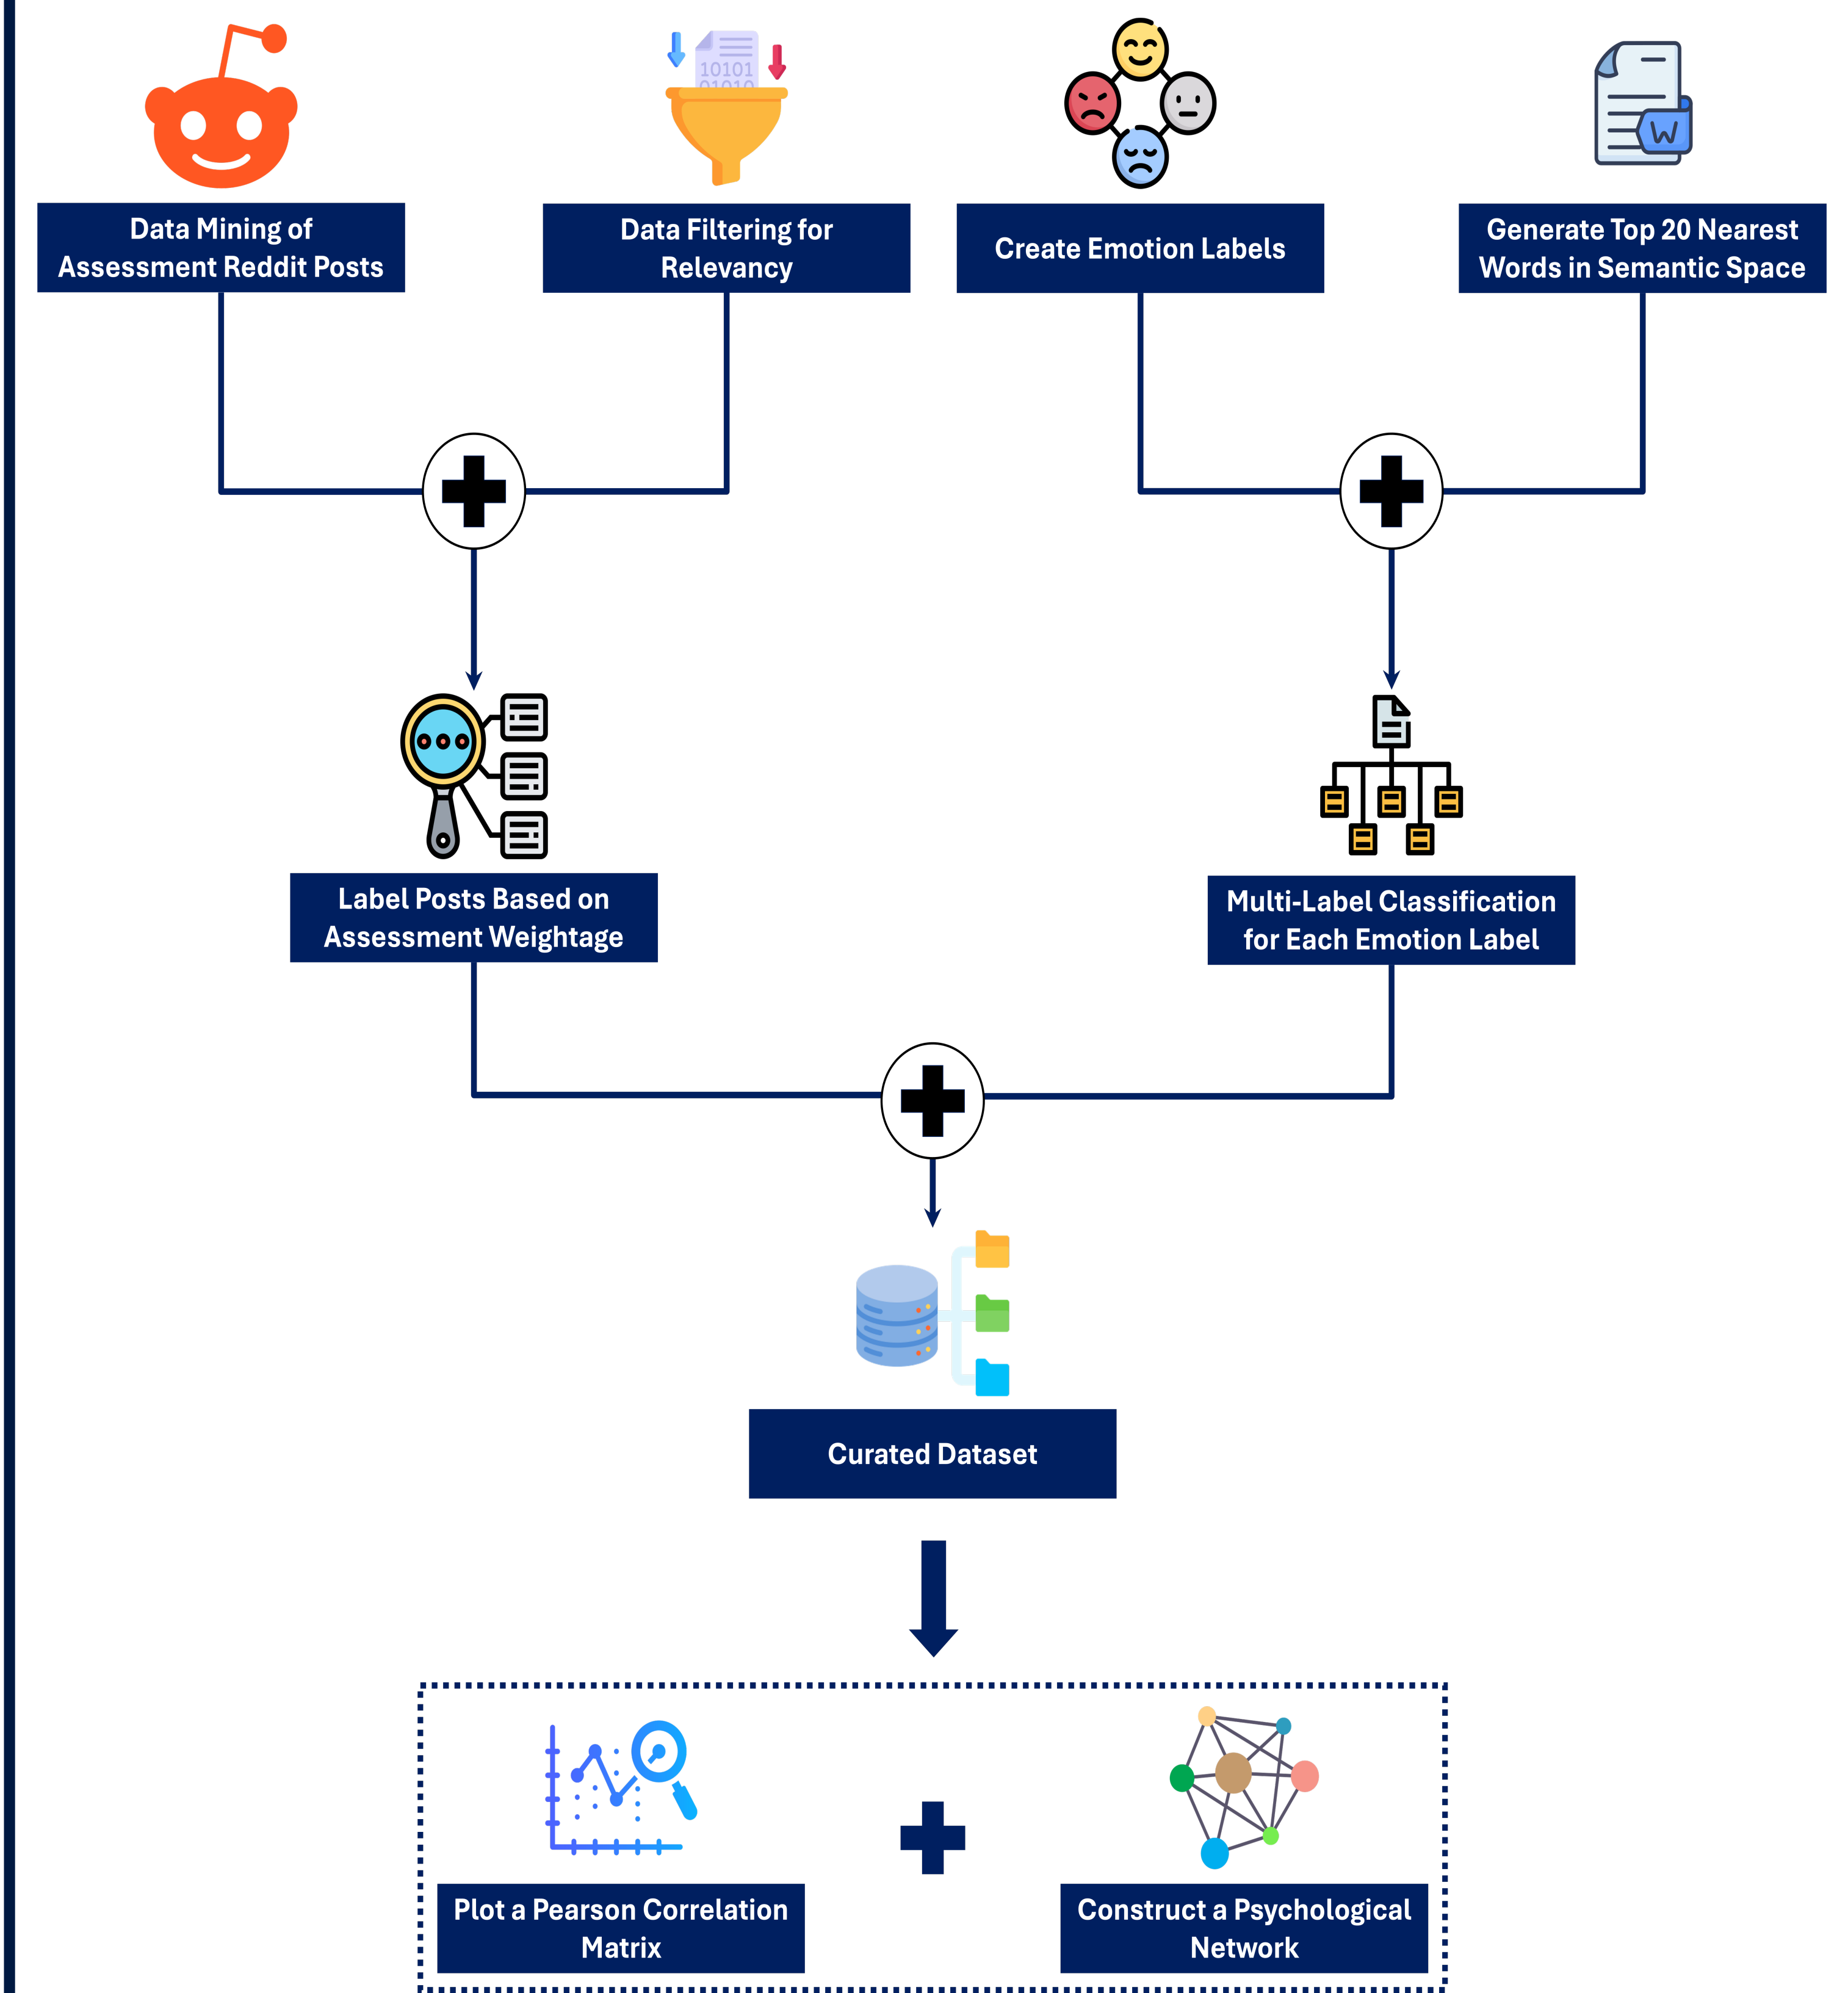 10101
01010
W
Data Mining of
Assessment Reddit Posts
Data Filtering for
Relevancy
Create Emotion Labels
Generate Top 20 Nearest
Words in Semantic Space
Label Posts Based on
Assessment Weightage
Multi-Label Classification
for Each Emotion Label
Curated Dataset
Plot a Pearson Correlation
Matrix
Construct a Psychological
Network